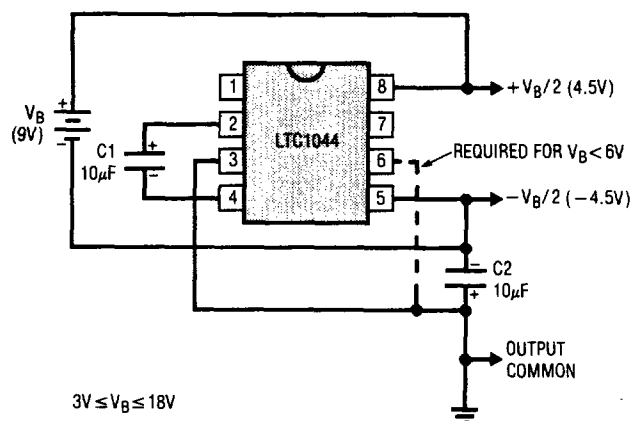 +
V_B
(9V)
−
C1
10µF
+
−
1
2
3
4
LTC1044
8
7
6
5
+V_B/2 (4.5V)
REQUIRED FOR V_B<6V
−V_B/2 (−4.5V)
−
C2
10µF
+
OUTPUT
COMMON
3V≤V_B≤18V